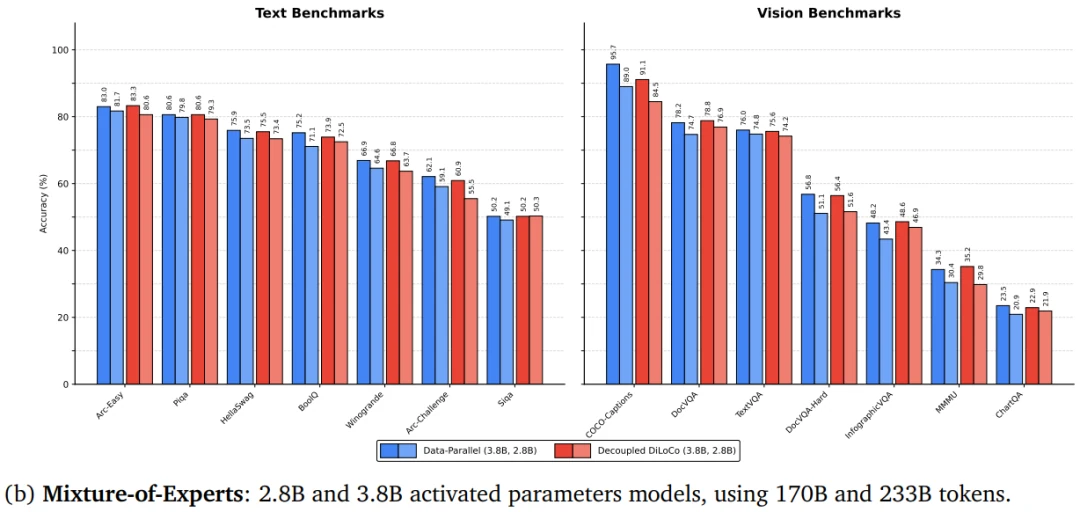 Text Benchmarks
Accuracy (%)
100
80
60
40
20
0
83.0 81.7 83.3 80.6
80.6 79.8 80.6 79.3
75.9 73.5 75.5 73.4
75.2 71.1 73.9 72.5
66.9 64.6 66.8 63.7
62.1 59.1 60.9 55.5
50.2 49.1 50.2 50.3
Arc-Easy
Piqa
HellaSwag
BoolQ
Winogrande
Arc-Challenge
Siqa
Vision Benchmarks
95.7 89.0 91.1 84.5
78.2 74.7 78.8 76.9
76.0 74.8 75.6 74.2
56.8 51.1 56.4 51.6
48.2 43.4 48.6 46.9
34.3 30.4 35.2 29.8
23.5 20.9 22.9 21.9
COCO-Captions
DocVQA
TextVQA
DocVQA-Hard
InfographicVQA
MMMU
ChartQA
Data-Parallel (3.8B, 2.8B)
Decoupled DiLoCo (3.8B, 2.8B)
(b) Mixture-of-Experts: 2.8B and 3.8B activated parameters models, using 170B and 233B tokens.